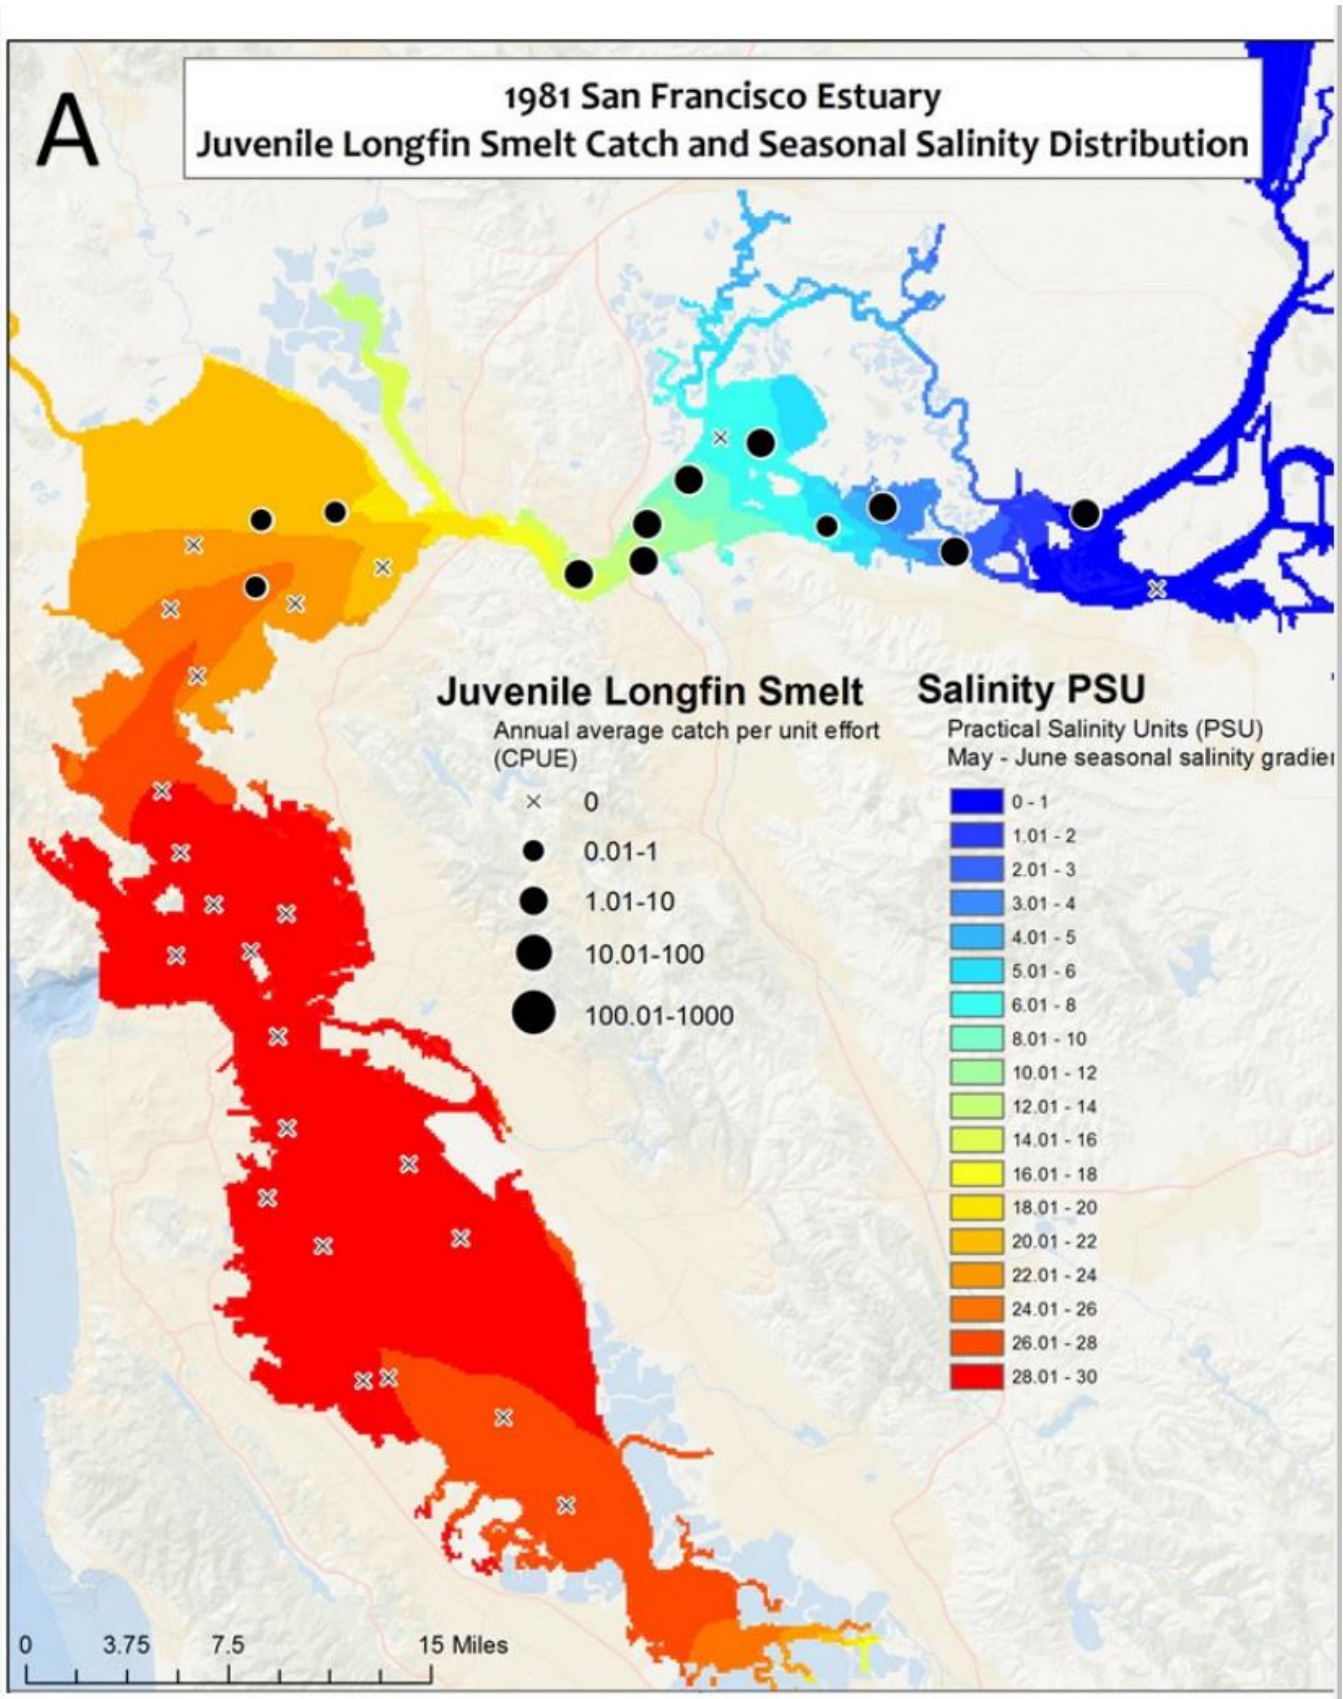 A
1981 San Francisco Estuary
Juvenile Longfin Smelt Catch and Seasonal Salinity Distribution
Juvenile Longfin Smelt
Annual average catch per unit effort
(CPUE)
0
0.01-1
1.01-10
10.01-100
100.01-1000
Salinity PSU
Practical Salinity Units (PSU)
May - June seasonal salinity gradier
0 - 1
1.01 - 2
2.01 - 3
3.01 - 4
4.01 - 5
5.01 - 6
6.01 - 8
8.01 - 10
10.01 - 12
12.01 - 14
14.01 - 16
16.01 - 18
18.01 - 20
20.01 - 22
22.01 - 24
24.01 - 26
26.01 - 28
28.01 - 30
0 3.75 7.5 15 Miles